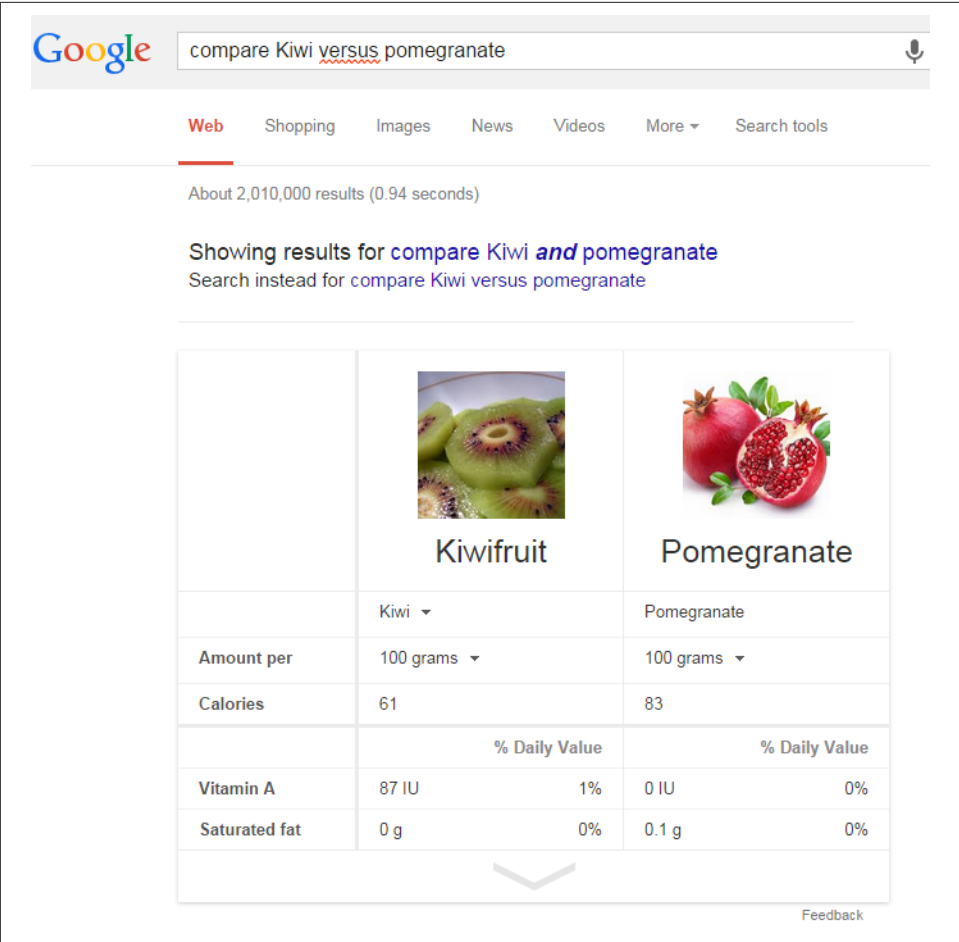 Google compare Kiwi versus pomegranate
Web Shopping Images News Videos More Search tools
About 2,010,000 results (0.94 seconds)
Showing results for compare Kiwi and pomegranate
Search instead for compare Kiwi versus pomegranate
Kiwifruit Pomegranate
Kiwi Pomegranate
Amount per 100 grams 100 grams
Calories 61 83
% Daily Value % Daily Value
Vitamin A 87 IU 1% 0 IU 0%
Saturated fat 0 g 0% 0.1 g 0%
Feedback